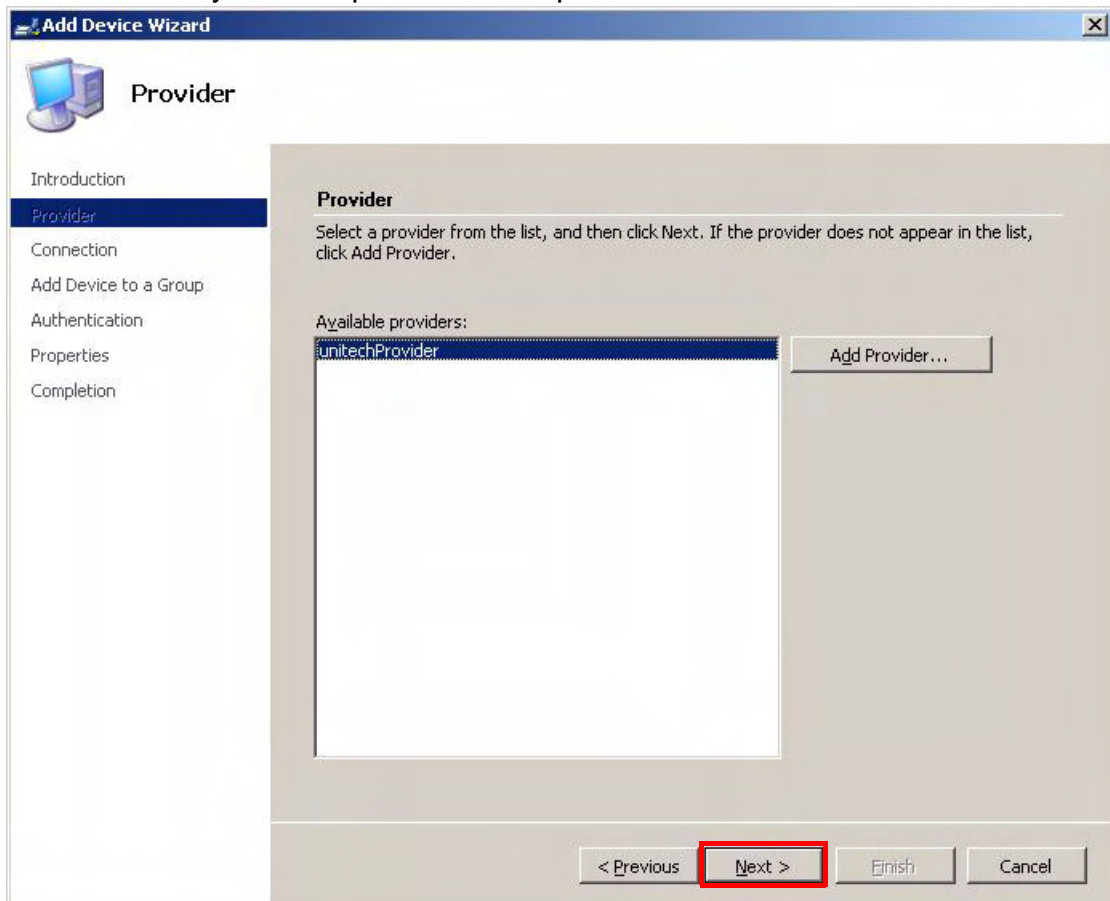 Add Device Wizard
Provider
Introduction
Provider
Connection
Add Device to a Group
Authentication
Properties
Completion
Provider
Select a provider from the list, and then click Next. If the provider does not appear in the list,
click Add Provider.
Available providers:
unitechProvider
Add Provider...
< Previous
Next >
Finish
Cancel